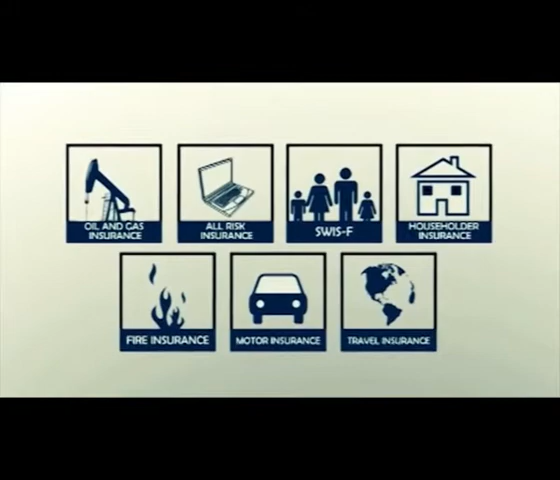 OIL AND GAS
INSURANCE
ALL RISK
INSURANCE
SWIS-F
HOUSEHOLDER
INSURANCE
FIRE INSURANCE
MOTOR INSURANCE
TRAVEL INSURANCE